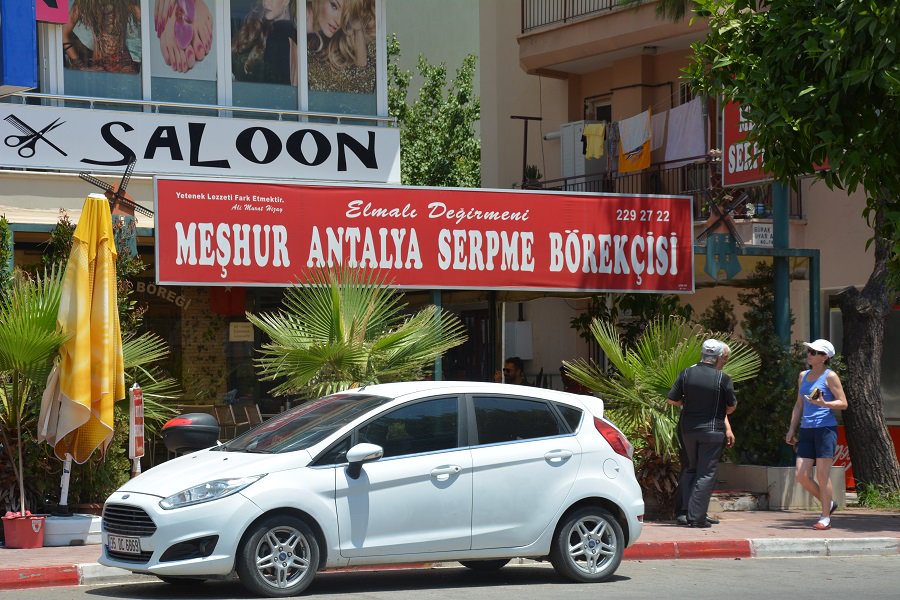 SALOON
Yetenek Lezzeti Fark Etmektir.
Ali Murat Hızay
Elmalı Değirmeni
229 27 22
MEŞHUR ANTALYA SERPME BÖREKÇİSİ
BÖREĞİ